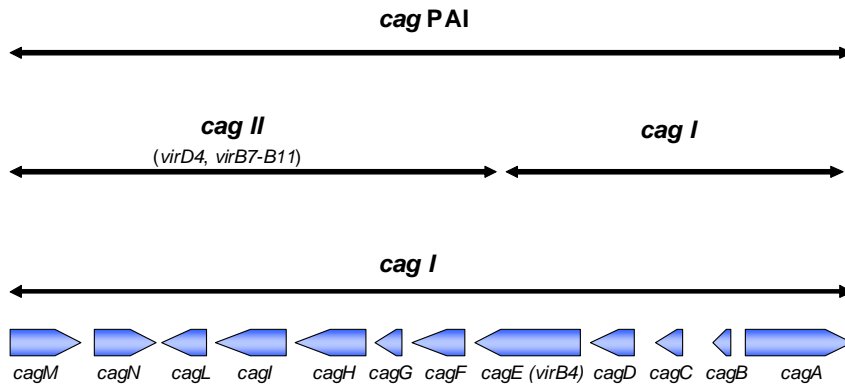 cag PAI
cag II cag I
(virD4, virB7-B11)
cag I
cagM cagN cagL cagI cagH cagG cagF cagE (virB4) cagD cagC cagB cagA